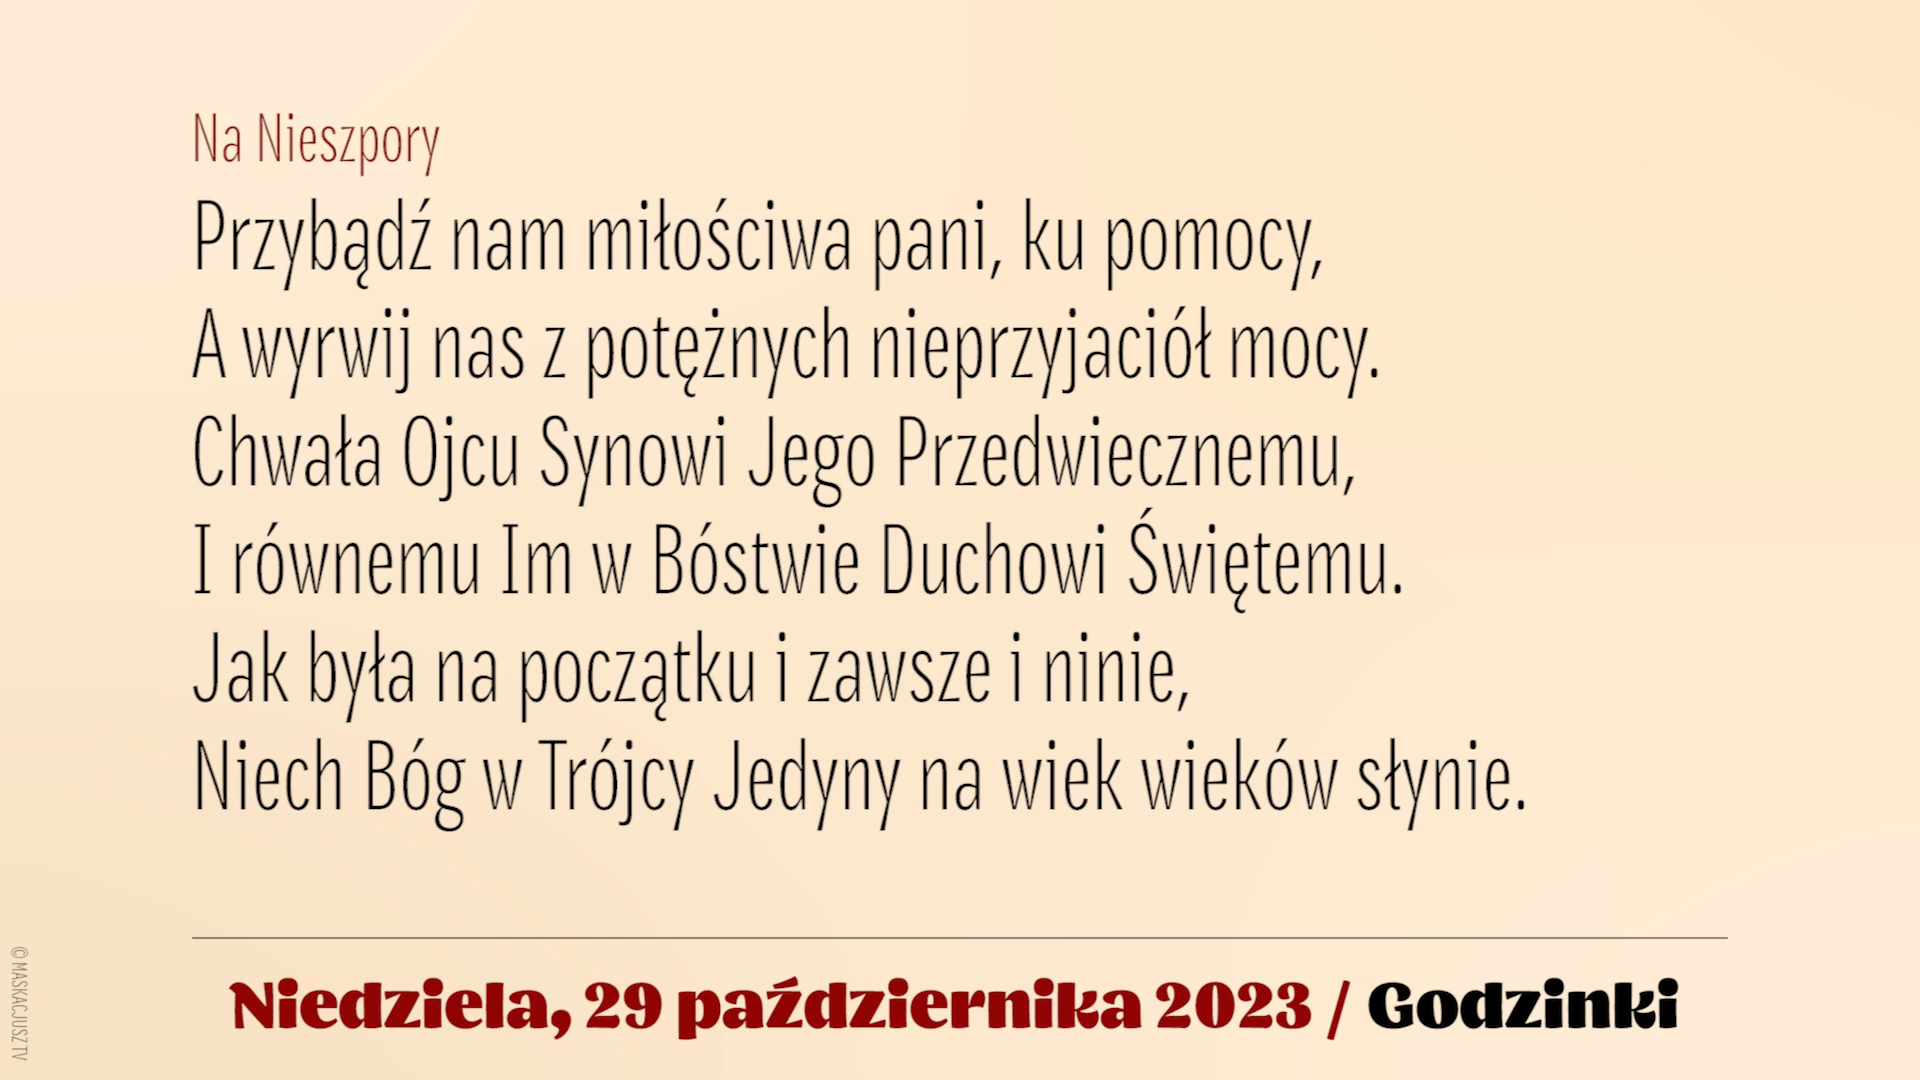 Na Nieszpory
Przybądź nam miłościwa pani, ku pomocy,
A wyrwij nas z potężnych nieprzyjaciół mocy.
Chwała Ojcu Synowi Jego Przedwiecznemu,
I równemu Im w Bóstwie Duchowi Świętemu.
Jak była na początku i zawsze i ninie,
Niech Bóg w Trójcy Jedyny na wiek wieków słynie.
Niedziela, 29 października 2023 / Godzinki
© MASKACJUSZ TV